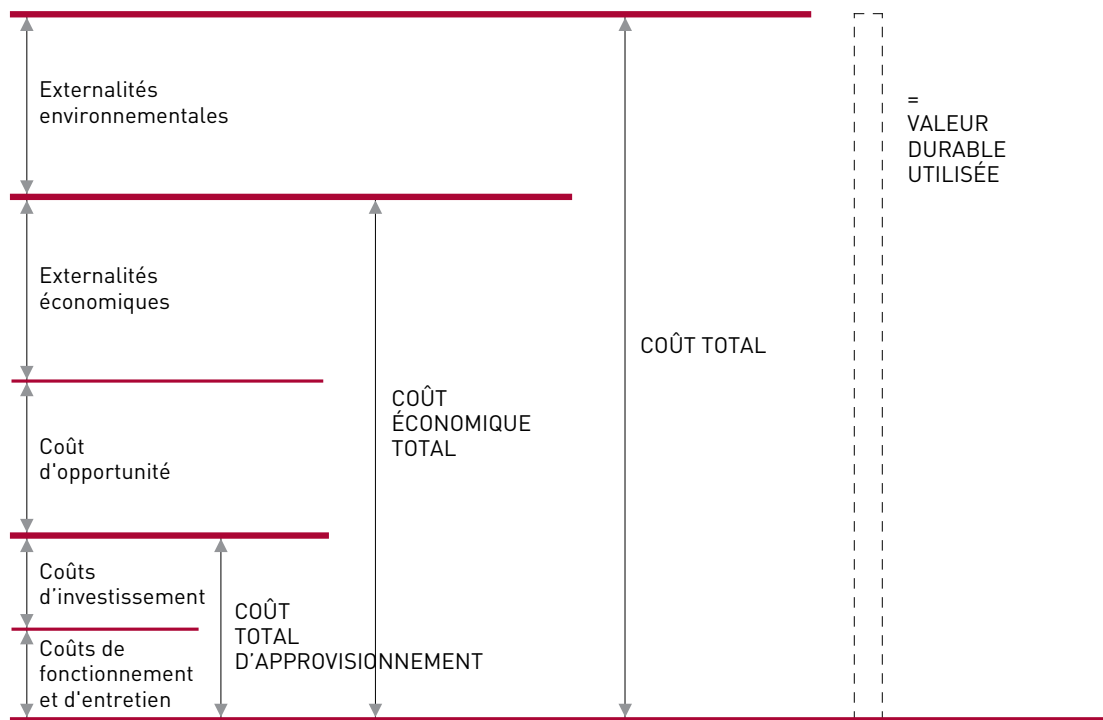 Externalités
environnementales
=
VALEUR
DURABLE
UTILISÉE
Externalités
économiques
COÛT TOTAL
COÛT
ÉCONOMIQUE
TOTAL
Coût
d'opportunité
Coûts
d’investissement
COÛT
TOTAL
D’APPROVISIONNEMENT
Coûts de
fonctionnement
et d'entretien